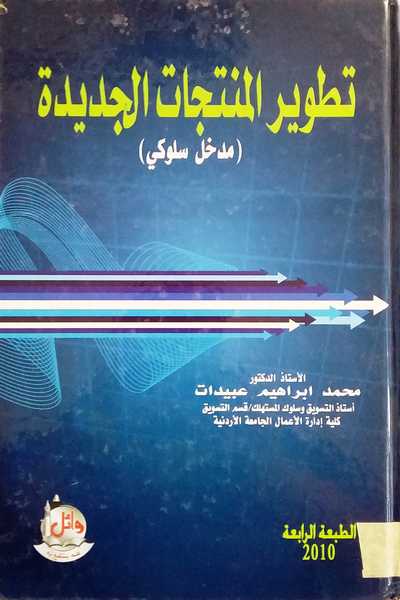 تطوير المنتجات الجديدة
(مدخل سلوكي)
الأستاذ الدكتور
محمد ابراهيم عبيدات
أستاذ التسويق وسلوك المستهلك/قسم التسويق
كلية إدارة الأعمال الجامعة الأردنية
وائل
الطبعة الرابعة
2010